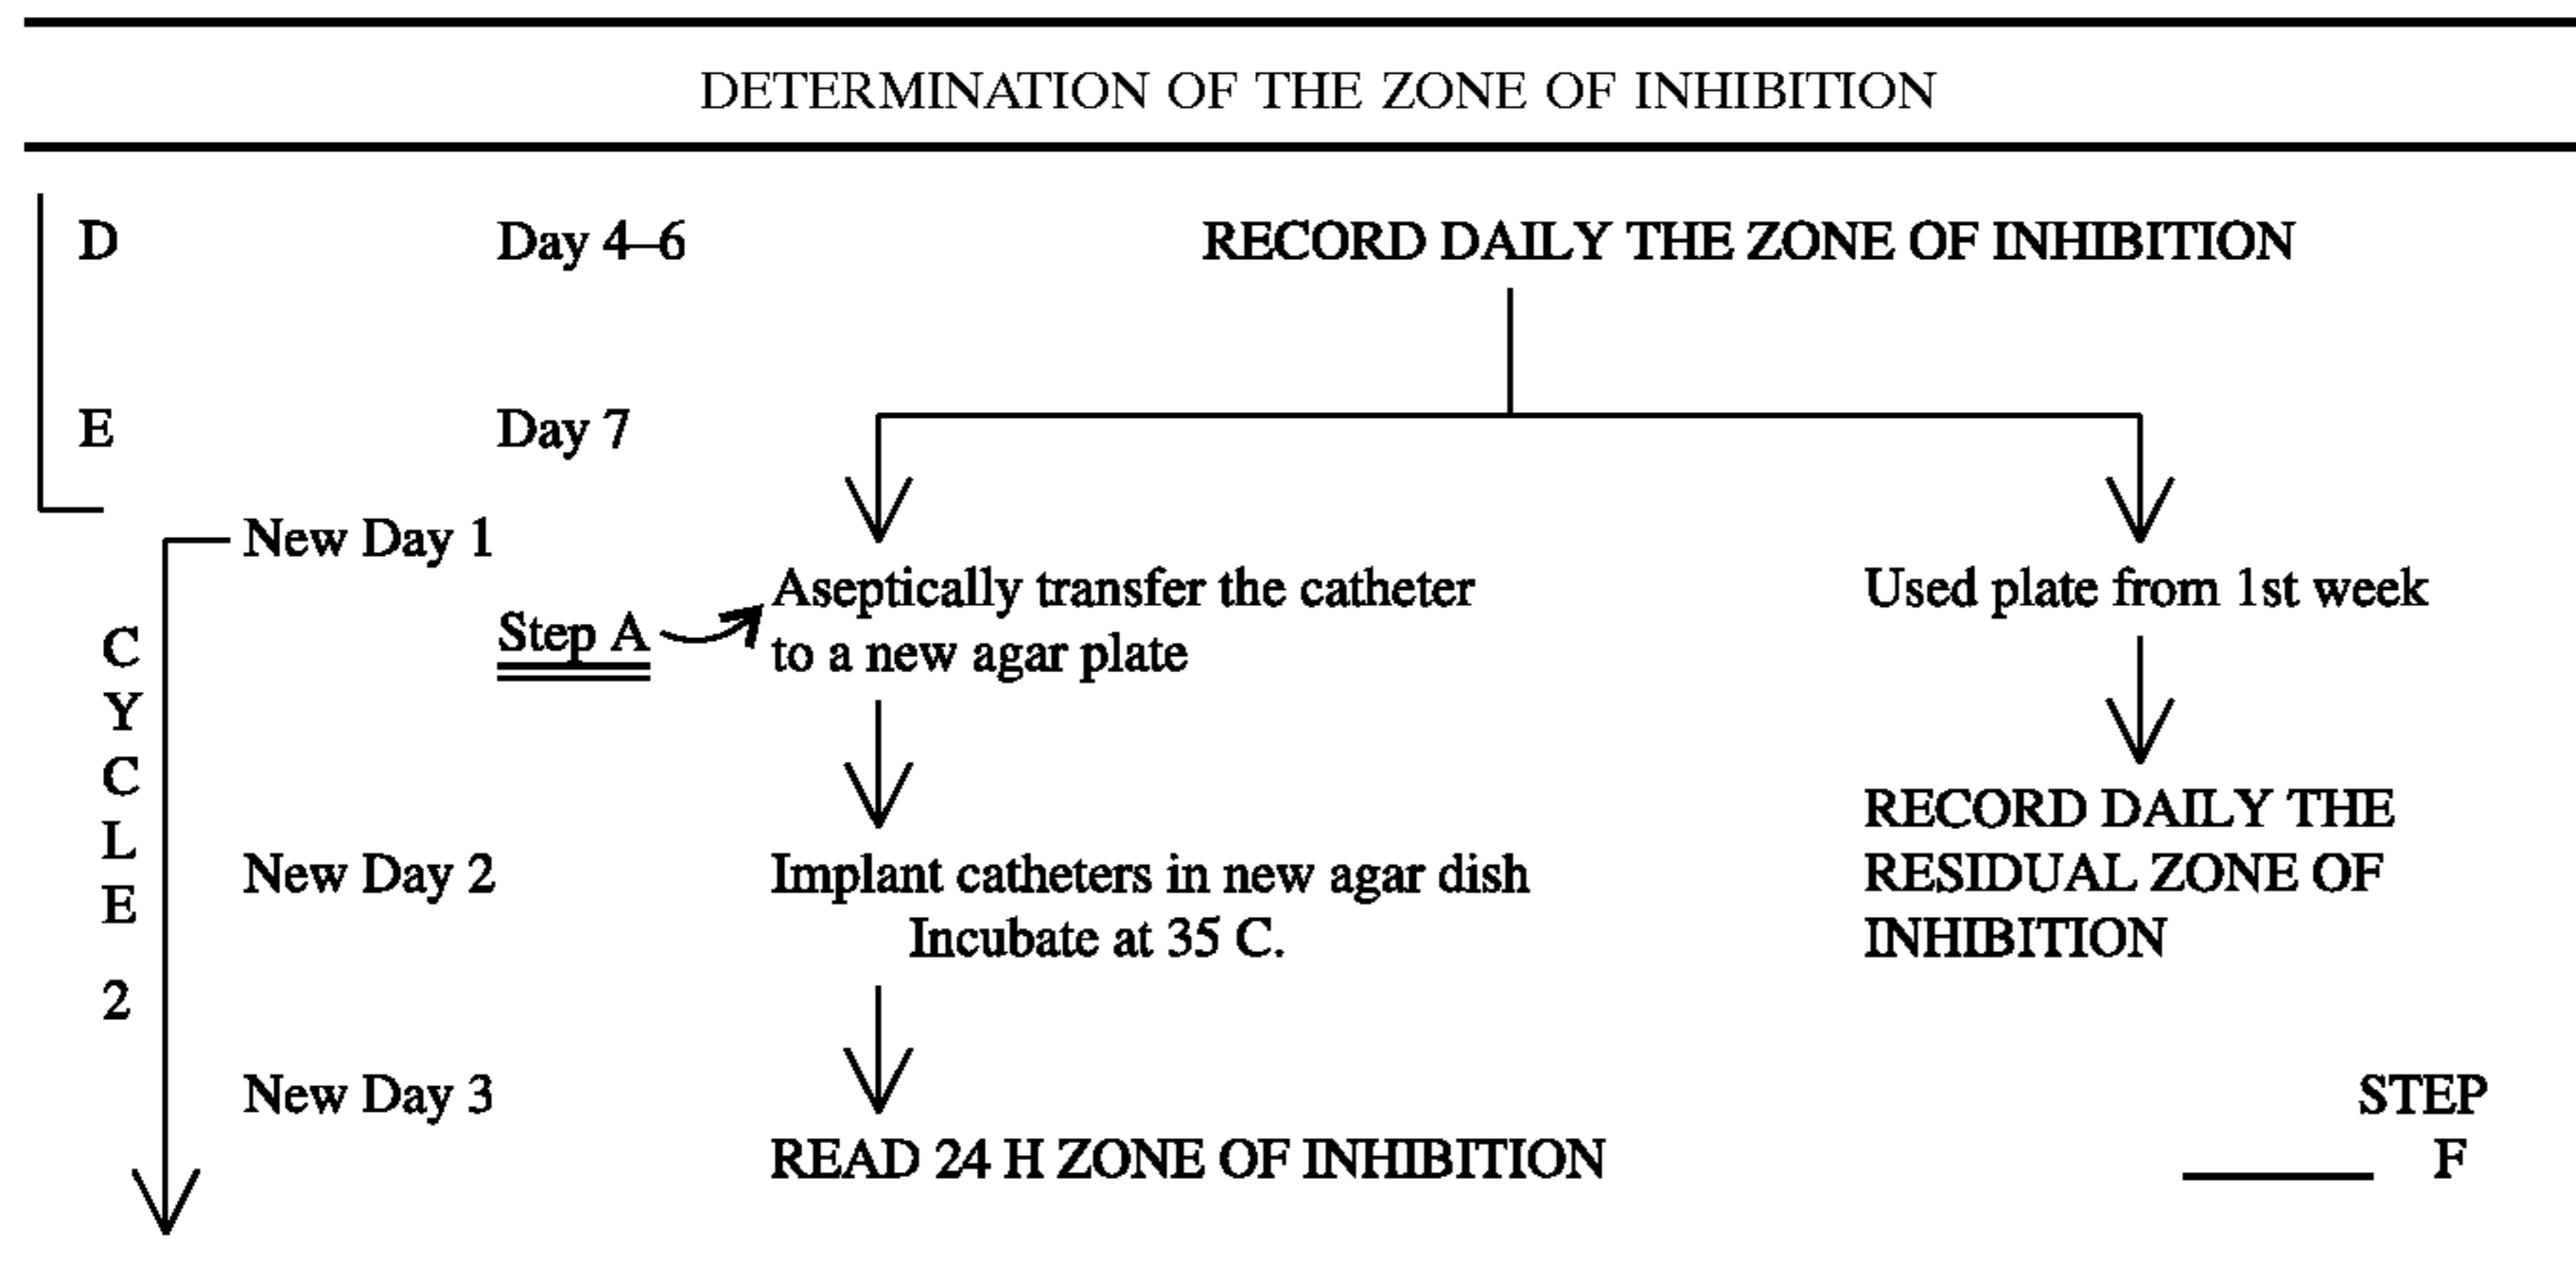 DETERMINATION OF THE ZONE OF INHIBITION
D Day 4–6 RECORD DAILY THE ZONE OF INHIBITION
E Day 7
New Day 1
Aseptically transfer the catheter
to a new agar plate
Used plate from 1st week
Step A
CYCLE 2
New Day 2
Implant catheters in new agar dish
Incubate at 35 C.
RECORD DAILY THE
RESIDUAL ZONE OF
INHIBITION
New Day 3
READ 24 H ZONE OF INHIBITION
STEP
F